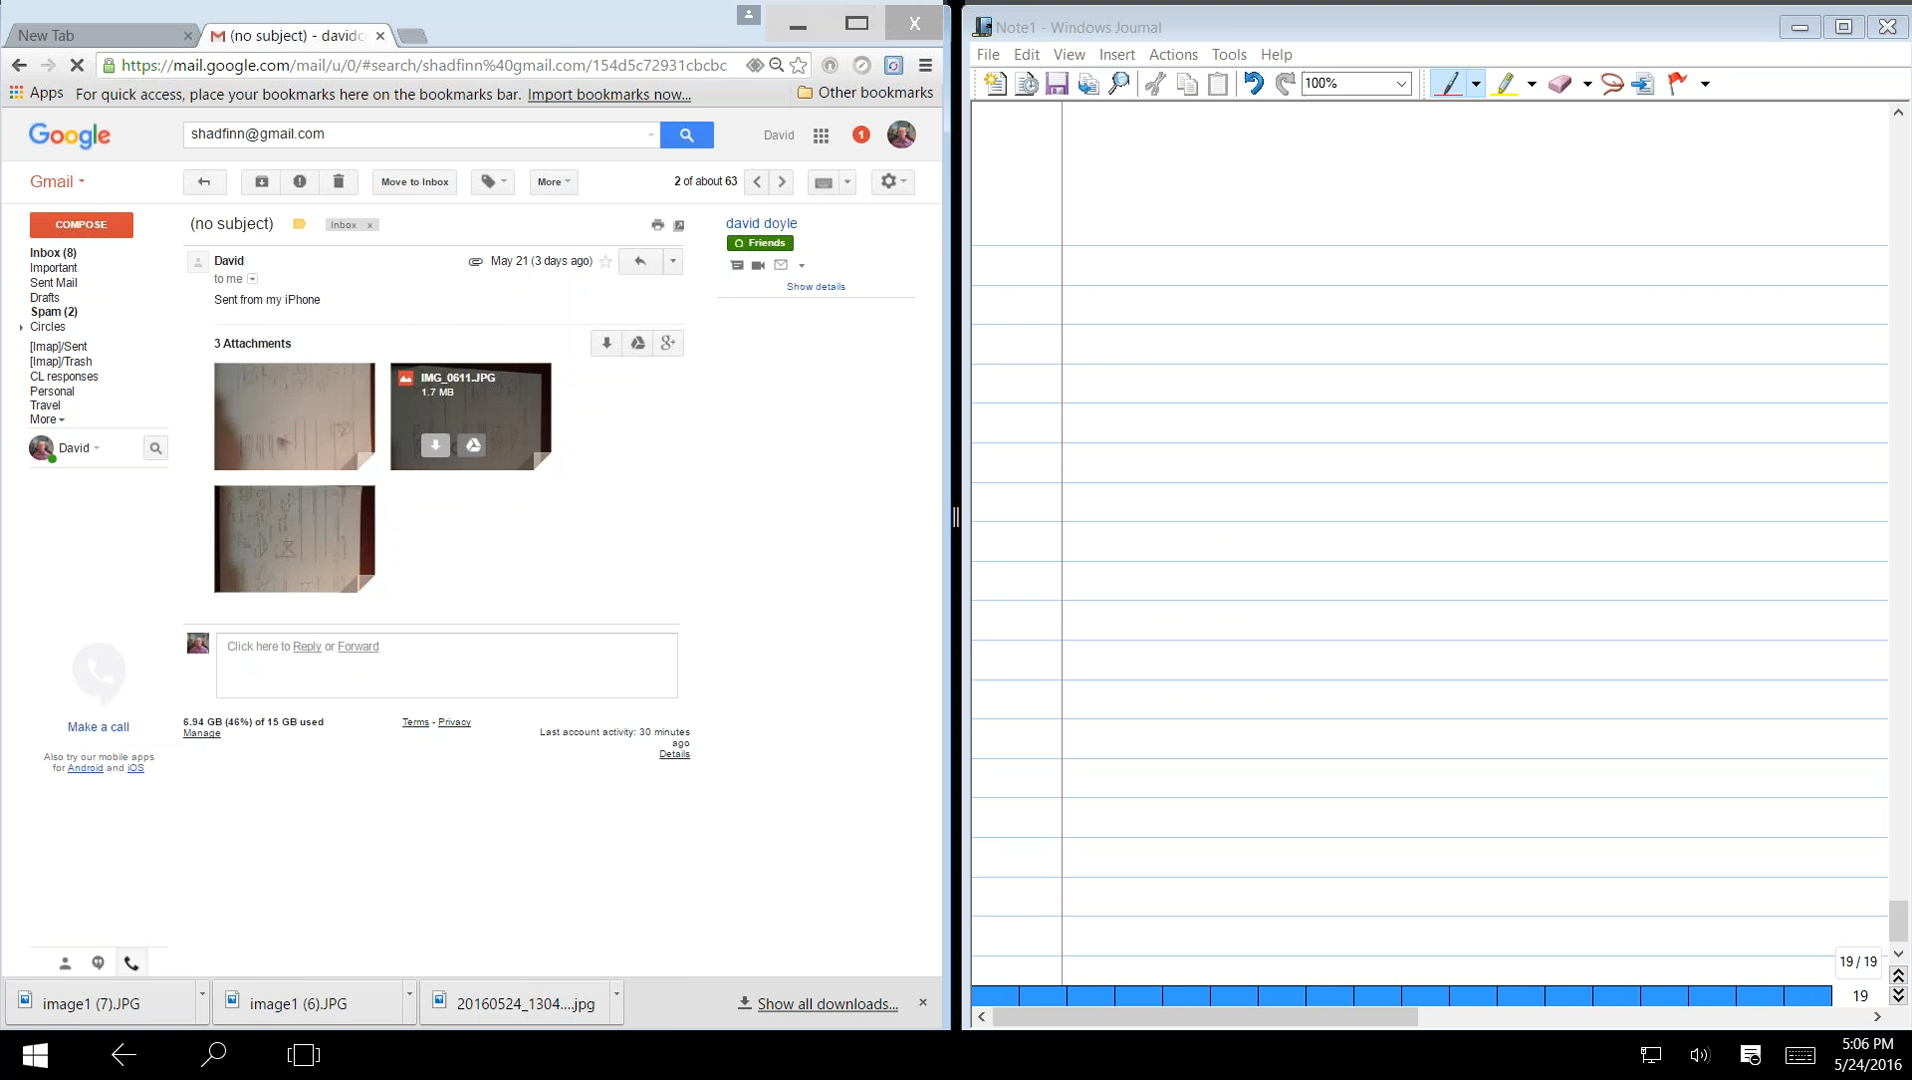 New Tab
(no subject) - davidc
Note1 - Windows Journal
https://mail.google.com/mail/u/0/#search/shadfinn%40gmail.com/154d5c72931cbcbc
File Edit View Insert Actions Tools Help
Apps For quick access, place your bookmarks here on the bookmarks bar. Import bookmarks now... Other bookmarks
100%
Google
shadfinn@gmail.com
David
1
Gmail
Move to Inbox
More
2 of about 63
COMPOSE
(no subject)
Inbox x
david doyle
Friends
Show details
Inbox (8)
Important
Sent Mail
Drafts
Spam (2)
Circles
[Imap]/Sent
[Imap]/Trash
CL responses
Personal
Travel
More
David
David
May 21 (3 days ago)
to me
Sent from my iPhone
3 Attachments
IMG_0611.JPG
1.7 MB
Click here to Reply or Forward
6.94 GB (46%) of 15 GB used
Manage
Terms - Privacy
Last account activity: 30 minutes
ago
Details
Make a call
Also try our mobile apps
for Android and iOS
19 / 19
19
image1 (7).JPG
image1 (6).JPG
20160524_1304....jpg
Show all downloads...
5:06 PM
5/24/2016